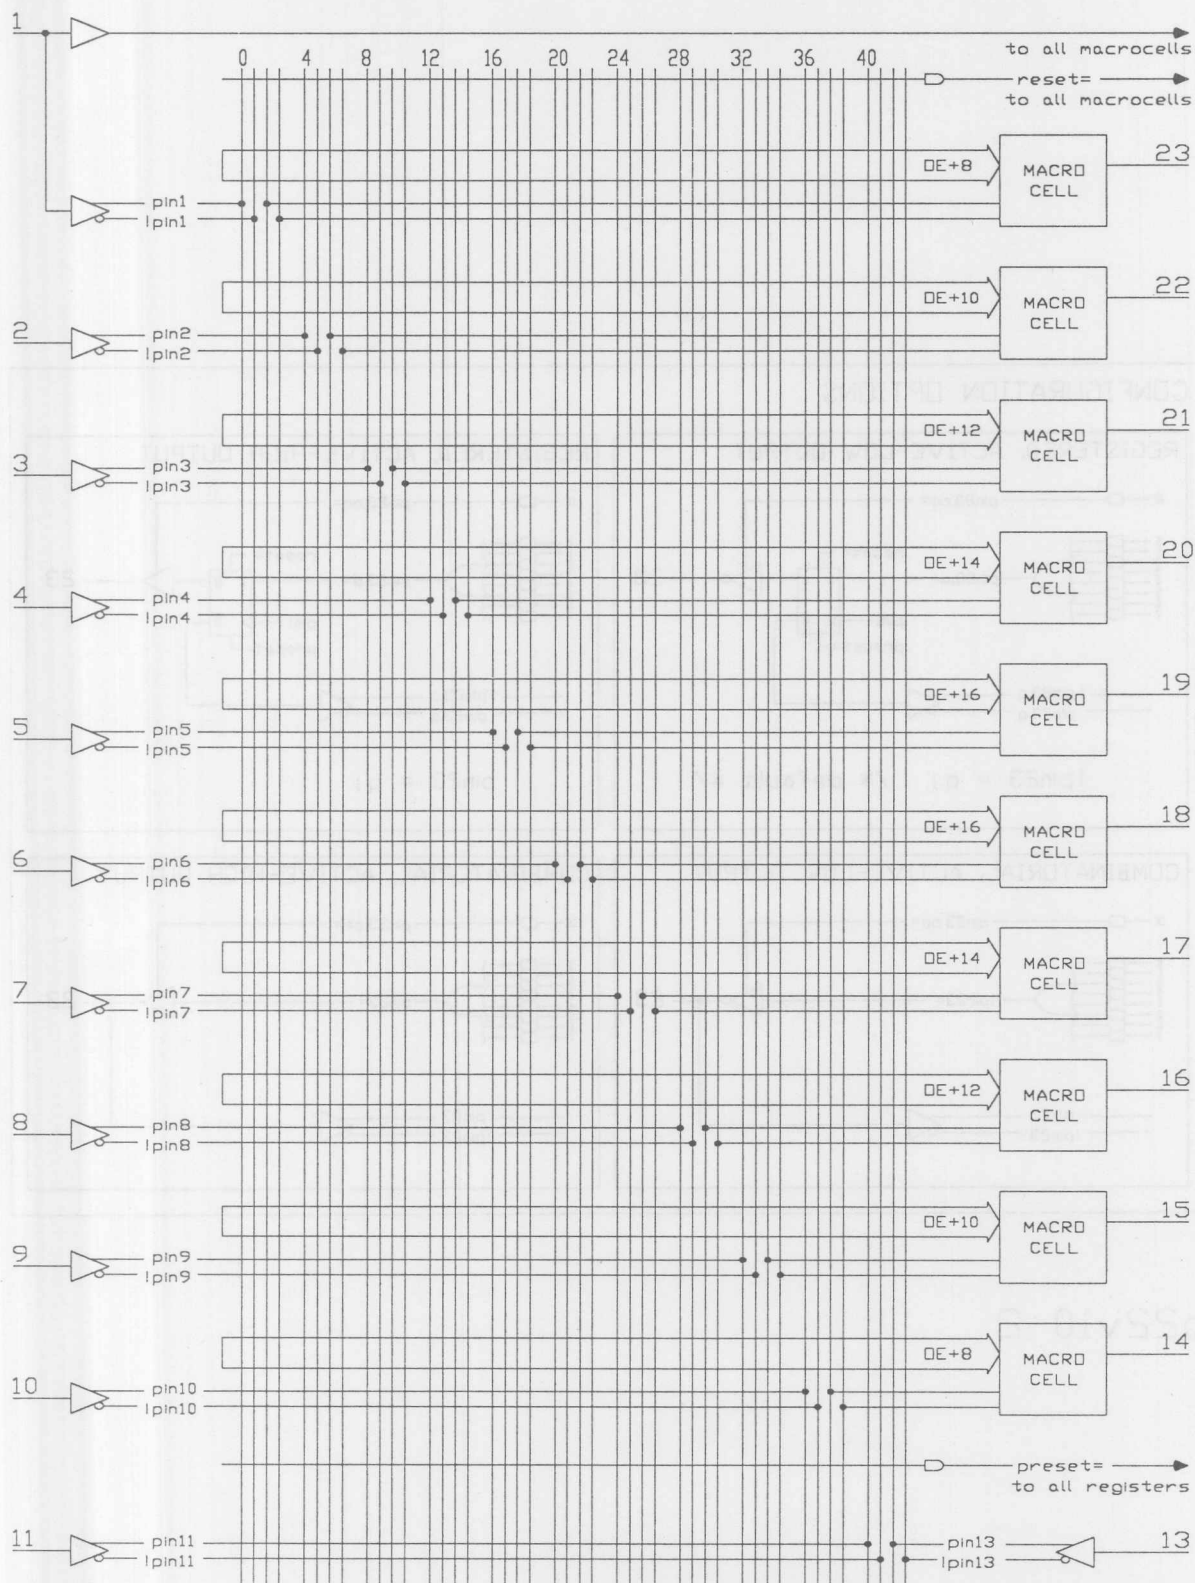 1
to all macrocells
0 4 8 12 16 20 24 28 32 36 40
reset=
to all macrocells
OE+8
MACRO
CELL
23
pin1
!pin1
OE+10
MACRO
CELL
22
2
pin2
!pin2
OE+12
MACRO
CELL
21
3
pin3
!pin3
OE+14
MACRO
CELL
20
4
pin4
!pin4
OE+16
MACRO
CELL
19
5
pin5
!pin5
OE+16
MACRO
CELL
18
6
pin6
!pin6
OE+14
MACRO
CELL
17
7
pin7
!pin7
OE+12
MACRO
CELL
16
8
pin8
!pin8
OE+10
MACRO
CELL
15
9
pin9
!pin9
OE+8
MACRO
CELL
14
10
pin10
!pin10
preset=
to all registers
11
pin11
!pin11
pin13
!pin13
13